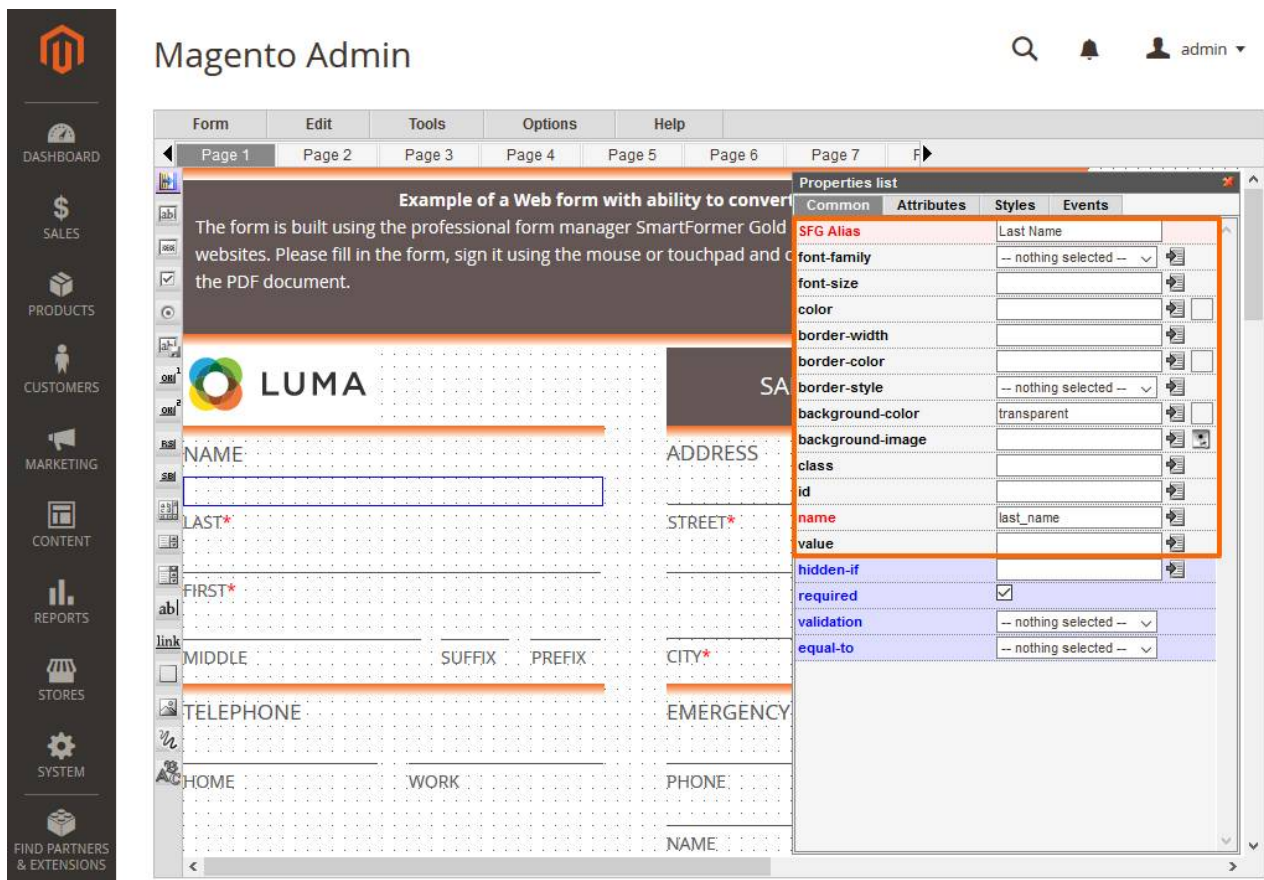 Magento Admin
admin
DASHBOARD
SALES
PRODUCTS
CUSTOMERS
MARKETING
CONTENT
REPORTS
STORES
SYSTEM
FIND PARTNERS
& EXTENSIONS
Form Edit Tools Options Help
Page 1 Page 2 Page 3 Page 4 Page 5 Page 6 Page 7
Example of a Web form with ability to convert
The form is built using the professional form manager SmartFormer Gold
websites. Please fill in the form, sign it using the mouse or touchpad and
the PDF document.
LUMA
SA
NAME
ADDRESS
LAST*
STREET*
FIRST*
MIDDLE SUFFIX PREFIX CITY*
TELEPHONE
EMERGENCY
HOME WORK PHONE
NAME
ab|
link
Properties list
Common Attributes Styles Events
SFG Alias Last Name
font-family -- nothing selected --
font-size
color
border-width
border-color
border-style -- nothing selected --
background-color transparent
background-image
class
id
name last_name
value
hidden-if
required
validation -- nothing selected --
equal-to -- nothing selected --